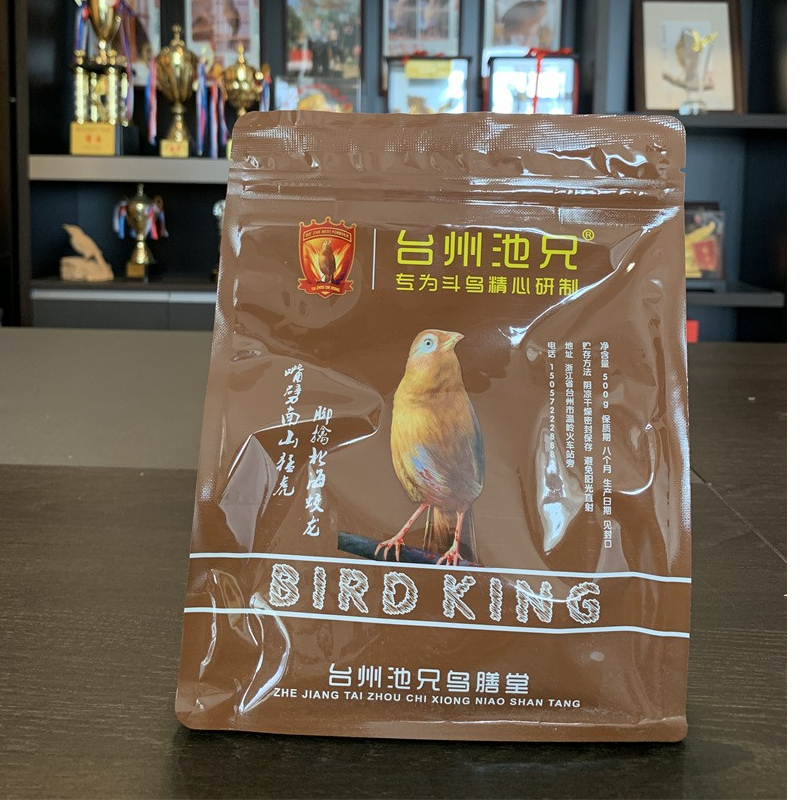 台州池兄®
专为斗鸟精心研制
净含量 500g 保质期 八个月 生产日期 见封口
贮存方法 阴凉干燥密封保存 避免阳光直射
地址 浙江省台州市温岭火车站旁
电话 15057222888
脚擒北海蛟龙
嘴劈南山猛虎
BIRD KING
台州池兄鸟膳堂
ZHE JIANG TAI ZHOU CHI XIONG NIAO SHAN TANG